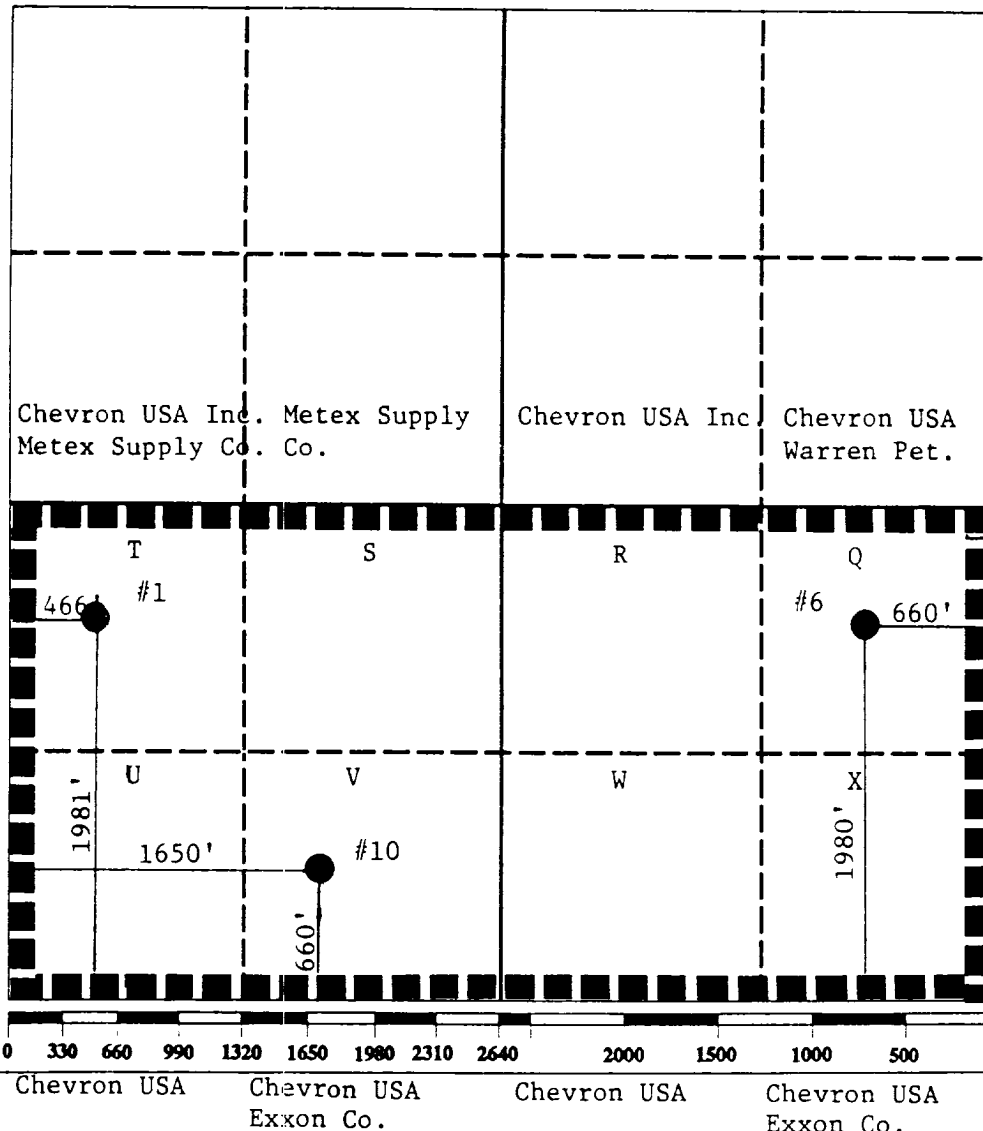 Chevron USA Inc. Metex Supply
Metex Supply Co. Co.
Chevron USA Inc.
Chevron USA
Warren Pet.
T
S
R
Q
466'
#1
#6
660'
U
V
W
X
1981'
1650'
#10
660'
1980'
0 330 660 990 1320 1650 1980 2310 2640 2000 1500 1000 500
Chevron USA
Chevron USA
Exxon Co.
Chevron USA
Chevron USA
Exxon Co.